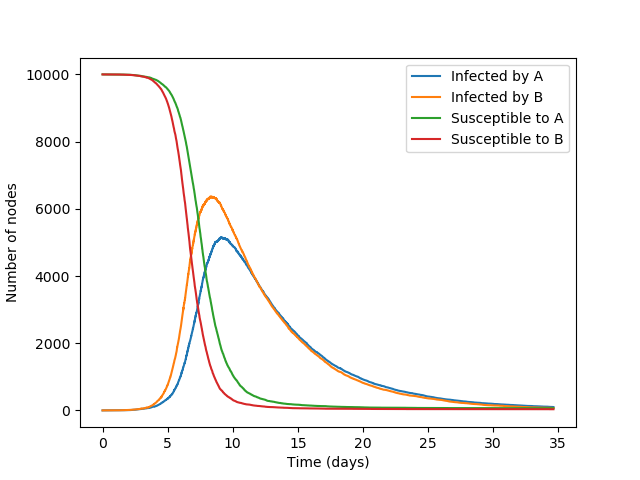 Infected by A
Infected by B
Susceptible to A
Susceptible to B
Number of nodes
10000
8000
6000
4000
2000
0
0 5 10 15 20 25 30 35
Time (days)